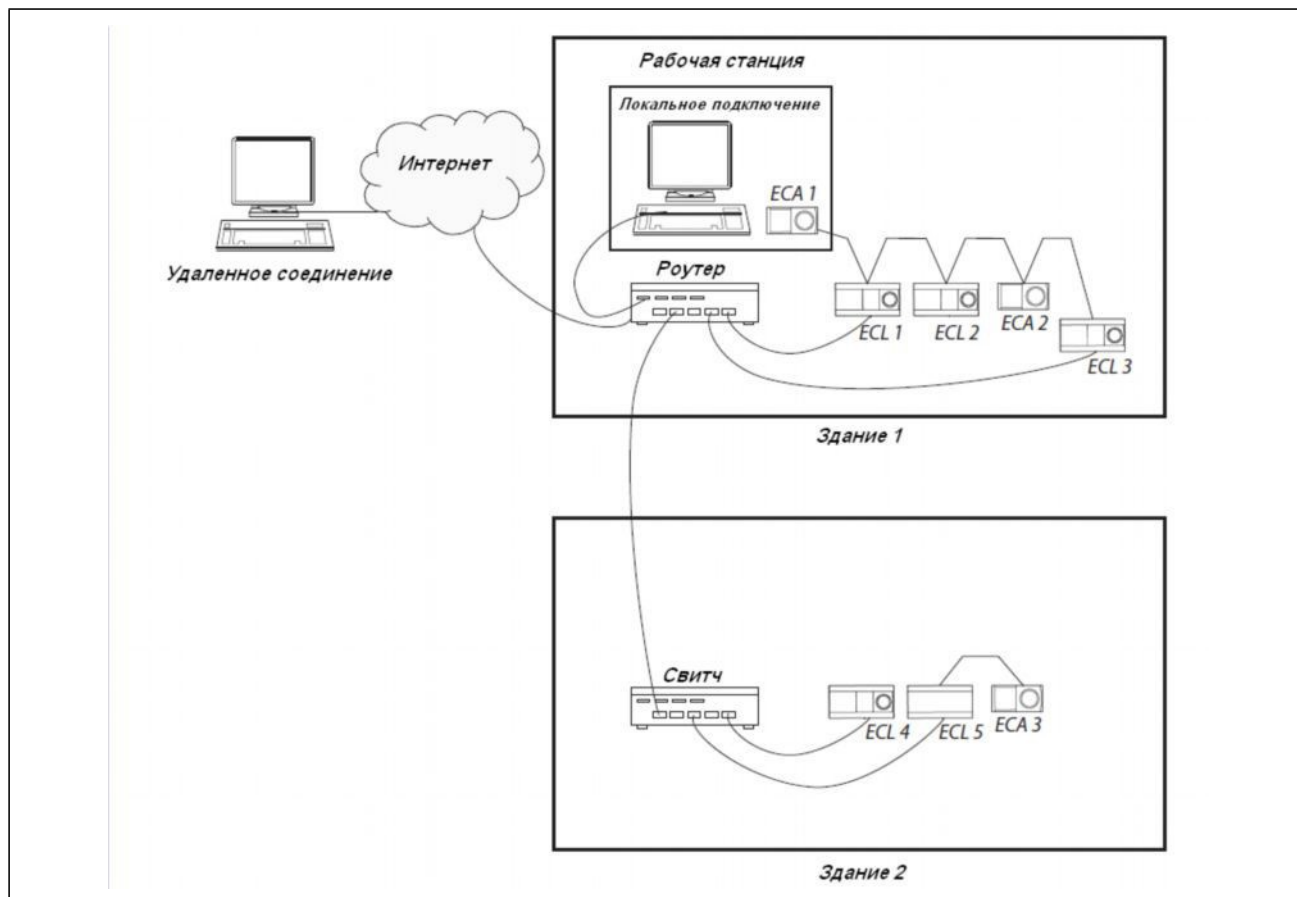 Рабочая станция
Локальное подключение
Интернет
ECA 1
Удаленное соединение
Роутер
ECL 1
ECL 2
ECA 2
ECL 3
Здание 1
Свитч
ECL 4
ECL 5
ECA 3
Здание 2